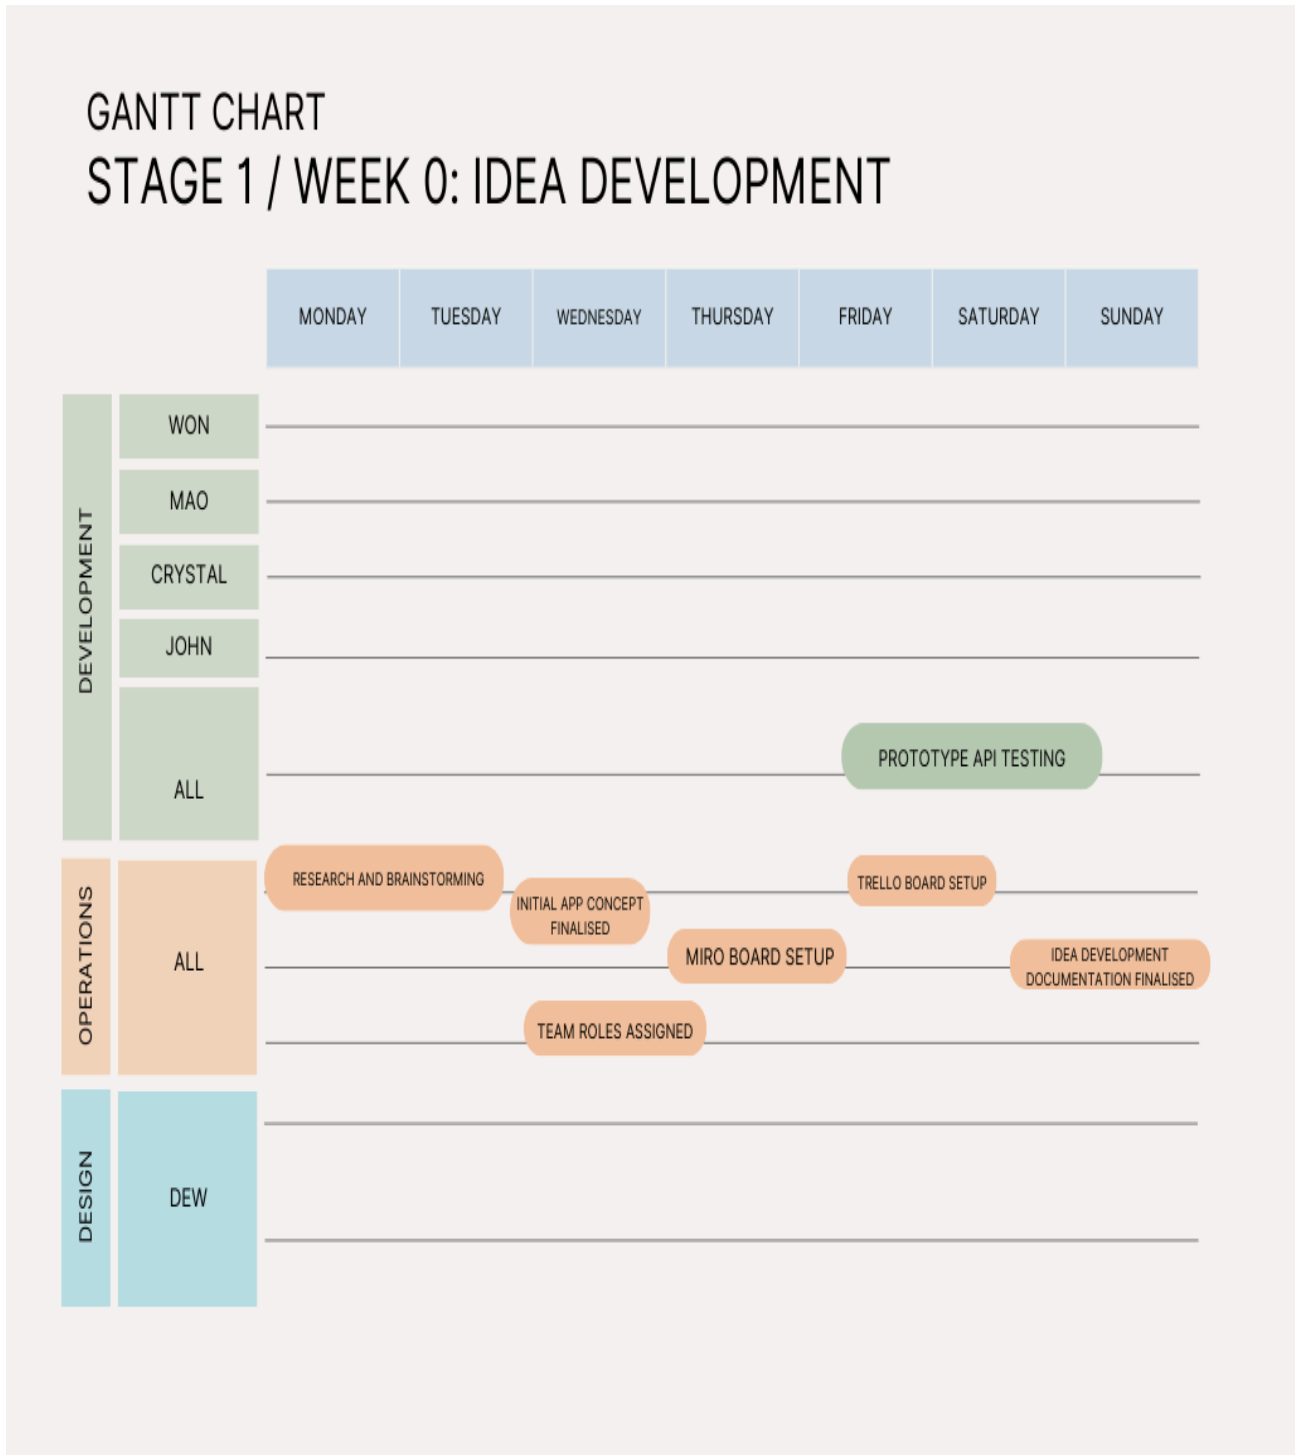 GANTT CHART
STAGE 1 / WEEK 0: IDEA DEVELOPMENT
MONDAY
TUESDAY
WEDNESDAY
THURSDAY
FRIDAY
SATURDAY
SUNDAY
DEVELOPMENT
WON
MAO
CRYSTAL
JOHN
ALL
PROTOTYPE API TESTING
OPERATIONS
ALL
RESEARCH AND BRAINSTORMING
INITIAL APP CONCEPT
FINALISED
TRELLO BOARD SETUP
MIRO BOARD SETUP
IDEA DEVELOPMENT
DOCUMENTATION FINALISED
TEAM ROLES ASSIGNED
DESIGN
DEW